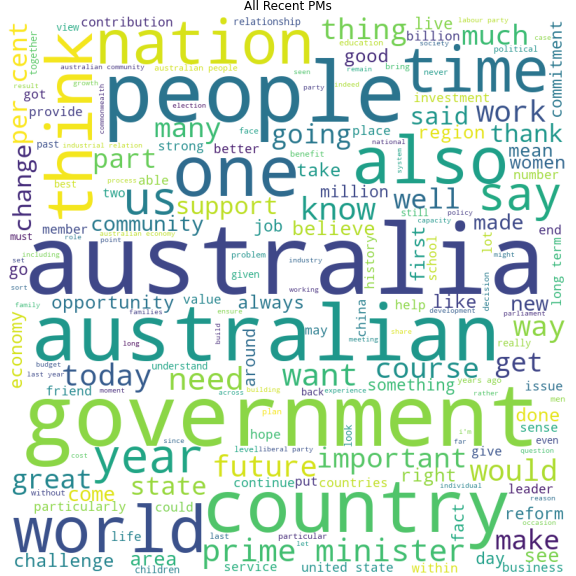 All Recent PMs
contribution
relationship
labour party
view
live
billion
political
case
together
nation
thing
much
education
society
australian community
australian people
seen
remain
bring
good
never
commitment
result
growth
got
people
time
indeed
think
per cent
provide
commonwealth
election
party
face
investment
said
work
past
industrial relation
change
many
strong
going
place
region
thank
better
national
part
one
take
benefit
also
mean
women
best
process
able
system
number
must
two
us
support
know
million
well
say
member
still
policy
made
end
role
community
job
believe
capacity
including
point
first
go
set
australian economy
history
school
lot
might
long term
australia
problem
given
industry
sort
working
decision
family
opportunity
value
always
help
like
new
families
ensure
development
parliament
long
build
may
china
way
economy
australian
around
meeting
share
really
budget
understand
course
get
last year
moment
today
need
want
something
issue
friend
across
back
experience
years ago
rather
men
building
plan
i'm
government
done
hope
look
sense
since
far
even
year
cost
level
liberal party
important
give
question
future
right
would
great
state
continue
put
countries
individual
leader
without
come
particularly
could
country
fact
reason
reform
occasion
world
life
last
particular
make
prime minister
let
day
see
challenge
area
children
service
united state
within
business